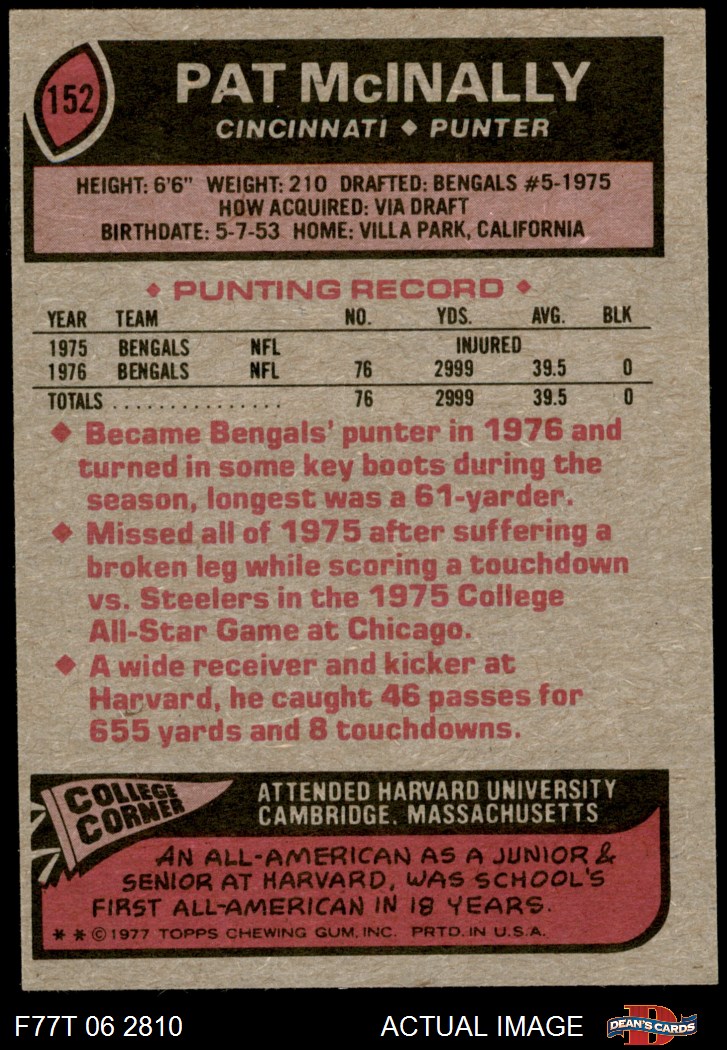 152
PAT McINALLY
CINCINNATI ◆ PUNTER
HEIGHT: 6'6" WEIGHT: 210 DRAFTED: BENGALS #5-1975
HOW ACQUIRED: VIA DRAFT
BIRTHDATE: 5-7-53 HOME: VILLA PARK, CALIFORNIA
◆ PUNTING RECORD ◆
YEAR TEAM NO. YDS. AVG. BLK
1975 BENGALS NFL INJURED
1976 BENGALS NFL 76 2999 39.5 0
TOTALS ................ 76 2999 39.5 0
◆ Became Bengals' punter in 1976 and
turned in some key boots during the
season, longest was a 61-yarder.
◆ Missed all of 1975 after suffering a
broken leg while scoring a touchdown
vs. Steelers in the 1975 College
All-Star Game at Chicago.
◆ A wide receiver and kicker at
Harvard, he caught 46 passes for
655 yards and 8 touchdowns.
COLLEGE
CORNER
ATTENDED HARVARD UNIVERSITY
CAMBRIDGE, MASSACHUSETTS
AN ALL-AMERICAN AS A JUNIOR &
SENIOR AT HARVARD, WAS SCHOOL'S
FIRST ALL-AMERICAN IN 18 YEARS.
* * © 1977 TOPPS CHEWING GUM, INC. PRTD. IN U.S.A.
F77T 06 2810 ACTUAL IMAGE
D
DEAN'S CARDS